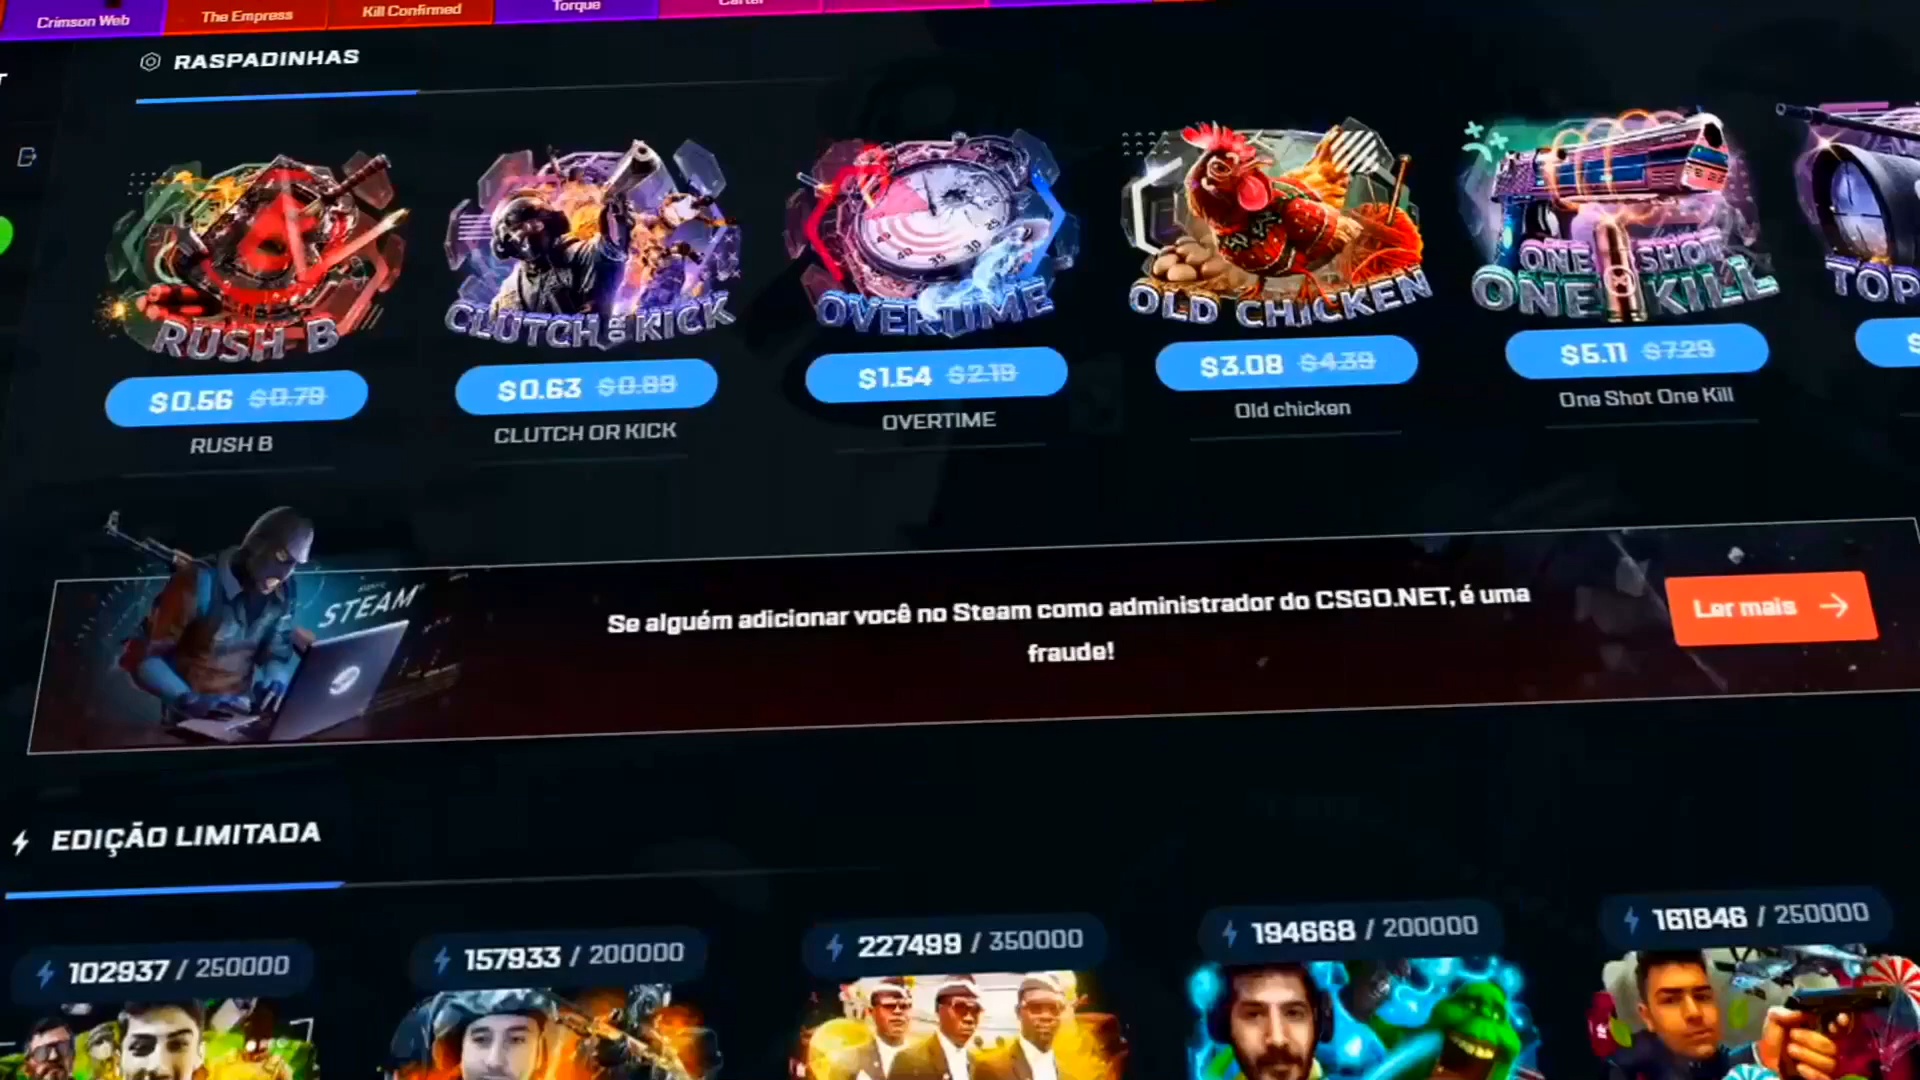 Crimson Web
The Empress
Kill Confirmed
Torque
Carter
RASPADINHAS
RUSH B
CLUTCH OR KICK
OVERTIME
OLD CHICKEN
ONE SHOT
ONE KILL
TOP
$0.56 $0.79
$0.63 $0.89
$1.54 $2.19
$3.08 $4.39
$5.11 $7.29
RUSH B
CLUTCH OR KICK
OVERTIME
Old chicken
One Shot One Kill
STEAM
Se alguém adicionar você no Steam como administrador do CSGO.NET, é uma
fraude!
Ler mais
EDIÇÃO LIMITADA
102937 / 250000
157933 / 200000
227499 / 350000
194668 / 200000
161846 / 250000